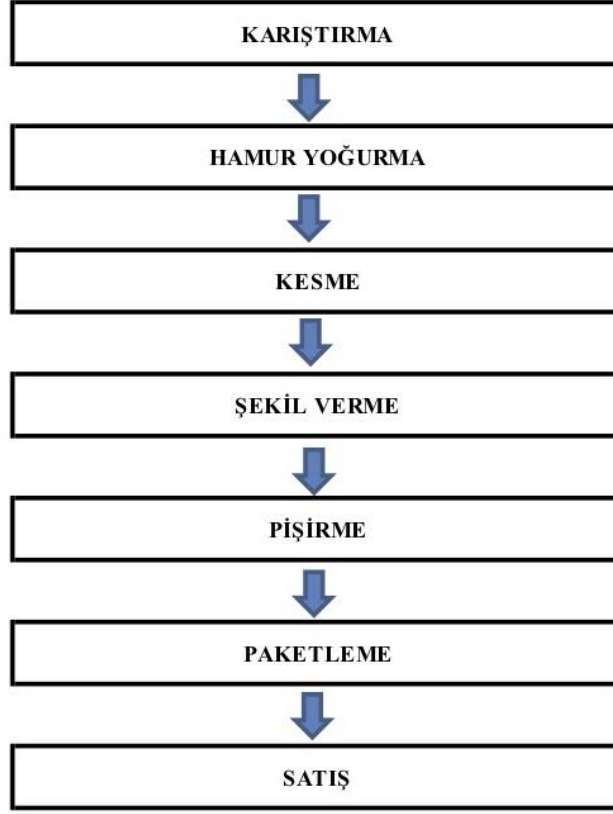 KARIŞTIRMA
HAMUR YOĞURMA
KESME
ŞEKİL VERME
PİŞİRME
PAKETLEME
SATIŞ